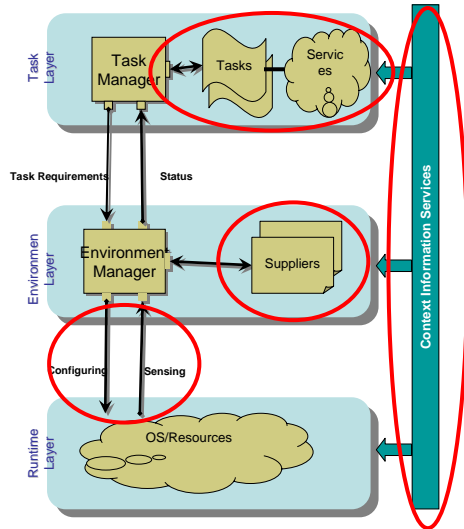 Task
Layer
Task
Manager
Tasks
Servic
es
Task Requirements
Status
Environmen
Layer
Environmen
Manager
Suppliers
Configuring
Sensing
Runtime
Layer
OS/Resources
Context Information Services